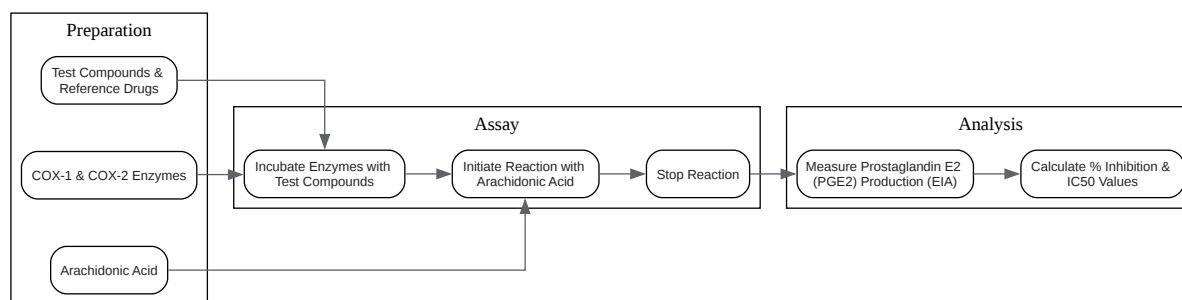 Preparation
Test Compounds &
Reference Drugs
COX-1 & COX-2 Enzymes
Arachidonic Acid
Assay
Incubate Enzymes with
Test Compounds
Initiate Reaction with
Arachidonic Acid
Stop Reaction
Analysis
Measure Prostaglandin E2
(PGE2) Production (EIA)
Calculate % Inhibition &
IC50 Values